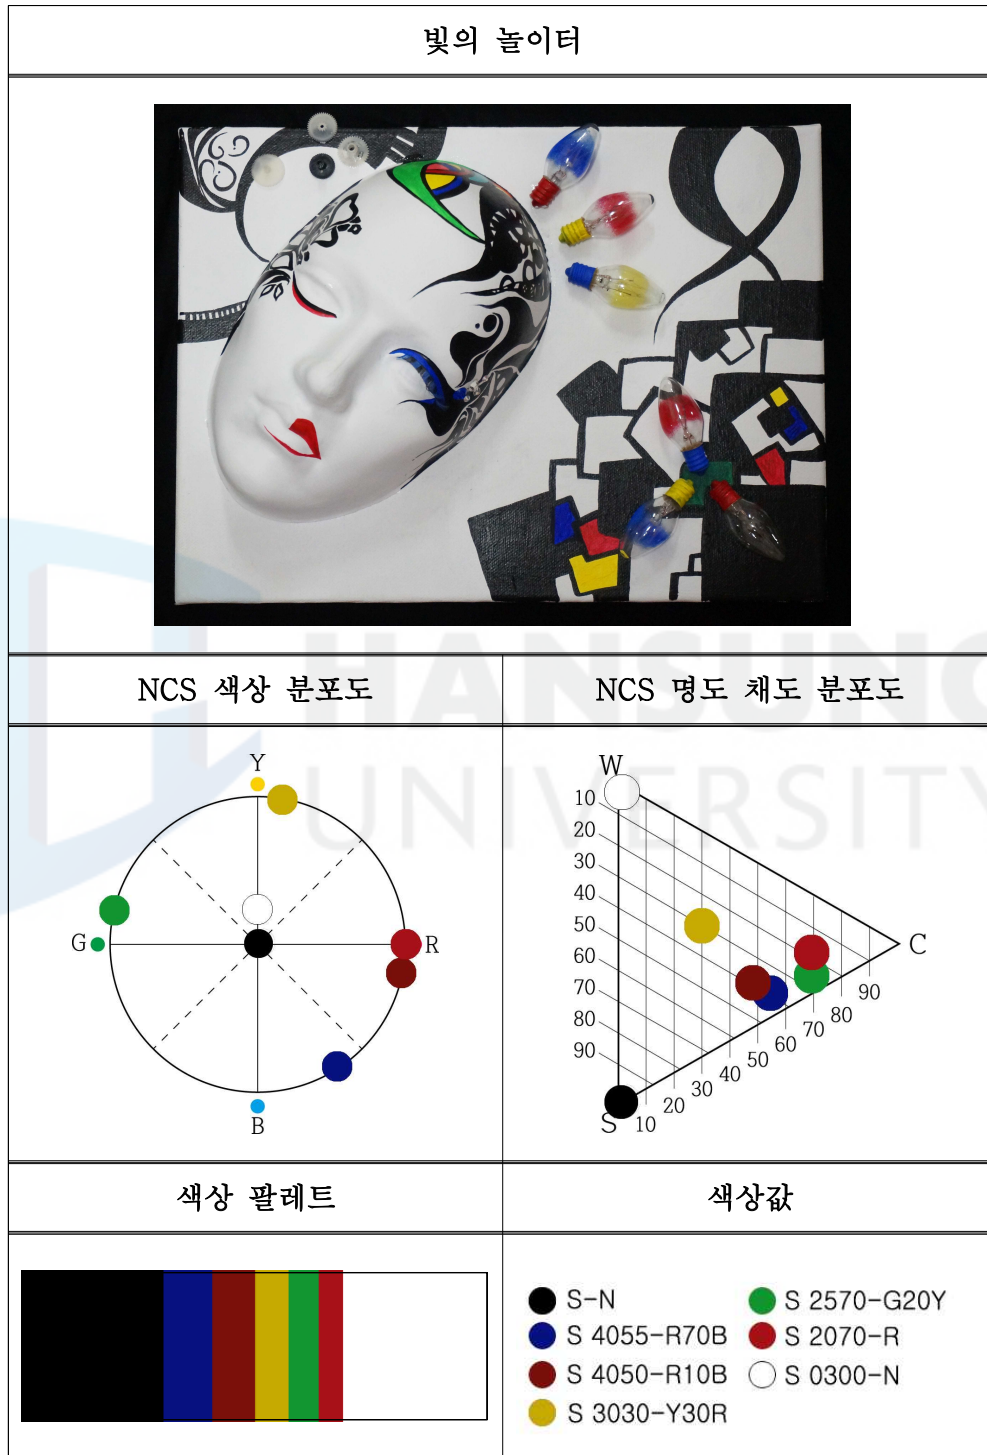 빛의 놀이터
NCS 색상 분포도
NCS 명도 채도 분포도
Y
G
R
B
W
10
20
30
40
50
60
70
80
90
S
C
10
20
30
40
50
60
70
80
90
HANSUNG
UNIVERSITY
색상 팔레트
색상값
S-N
S 4055-R70B
S 4050-R10B
S 3030-Y30R
S 2570-G20Y
S 2070-R
S 0300-N